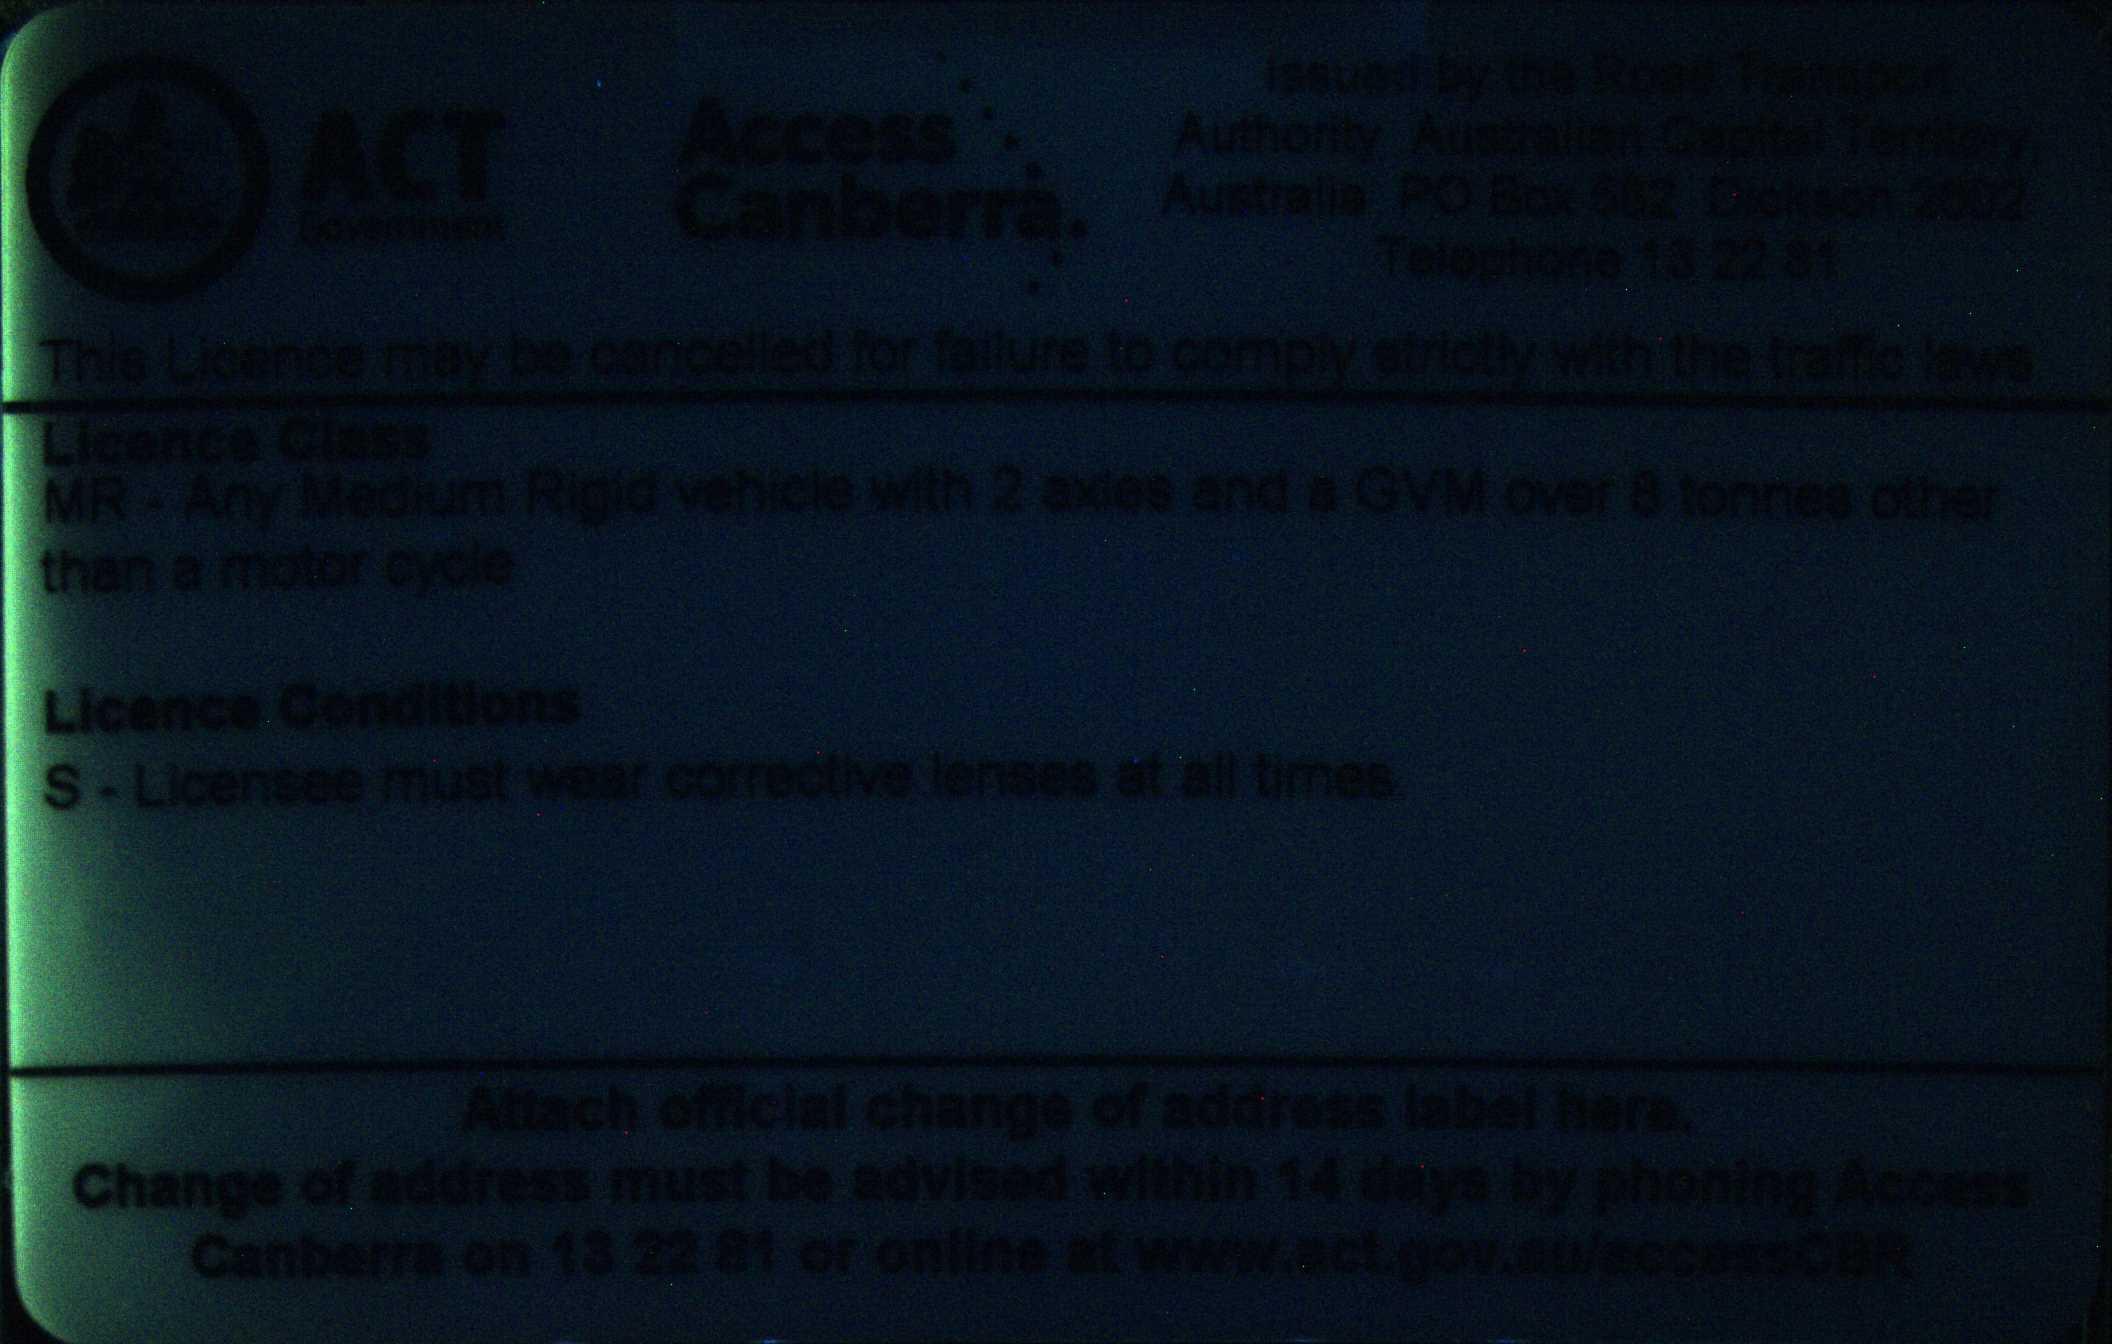 ACT
Government
Access
Canberra.
Issued by the Road Transport
Authority Australian Capital Territory,
Australia PO Box 582 Dickson 2602
Telephone 13 22 81
This Licence may be cancelled for failure to comply strictly with the traffic laws
Licence Class
MR - Any Medium Rigid vehicle with 2 axles and a GVM over 8 tonnes other
than a motor cycle
Licence Conditions
S - Licensee must wear corrective lenses at all times.
Attach official change of address label here.
Change of address must be advised within 14 days by phoning Access
Canberra on 13 22 81 or online at www.act.gov.au/accessCBR